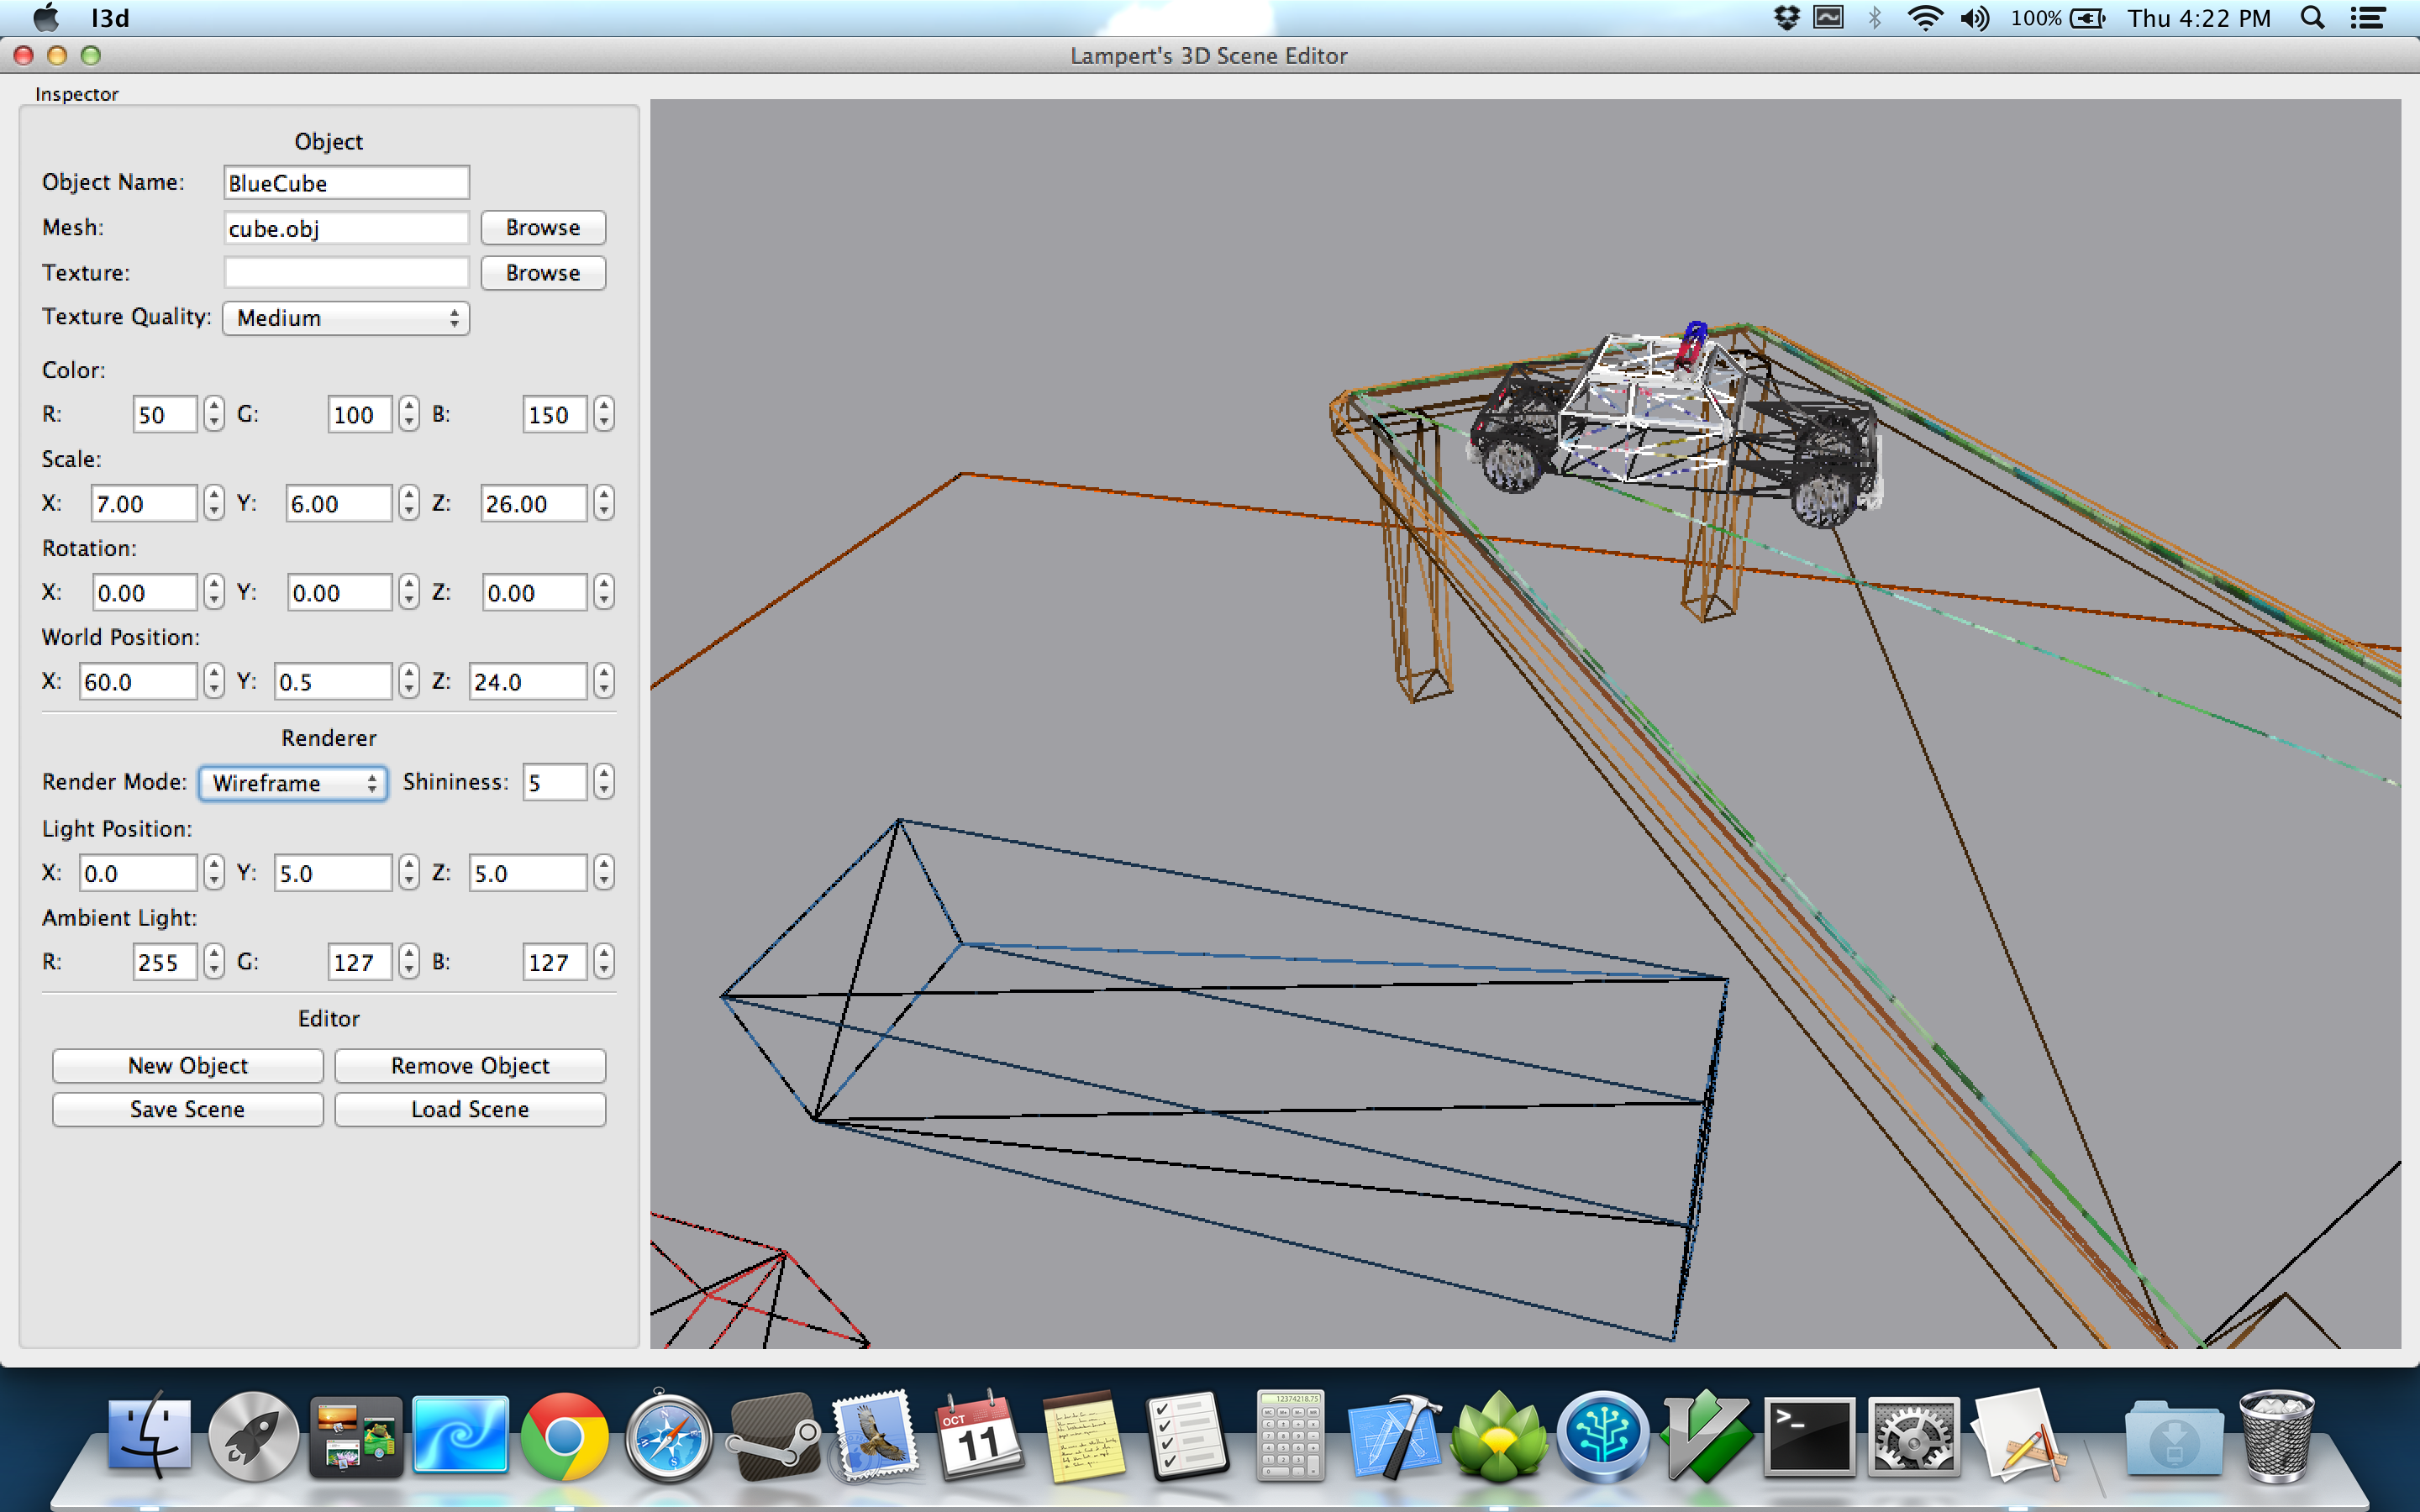 l3d
100%
Thu 4:22 PM
Lampert's 3D Scene Editor
Inspector
Object
Object Name: BlueCube
Mesh: cube.obj Browse
Texture: Browse
Texture Quality: Medium
Color:
R: 50 G: 100 B: 150
Scale:
X: 7.00 Y: 6.00 Z: 26.00
Rotation:
X: 0.00 Y: 0.00 Z: 0.00
World Position:
X: 60.0 Y: 0.5 Z: 24.0
Renderer
Render Mode: Wireframe Shininess: 5
Light Position:
X: 0.0 Y: 5.0 Z: 5.0
Ambient Light:
R: 255 G: 127 B: 127
Editor
New Object Remove Object
Save Scene Load Scene
OCT
11
12374218.75
>_